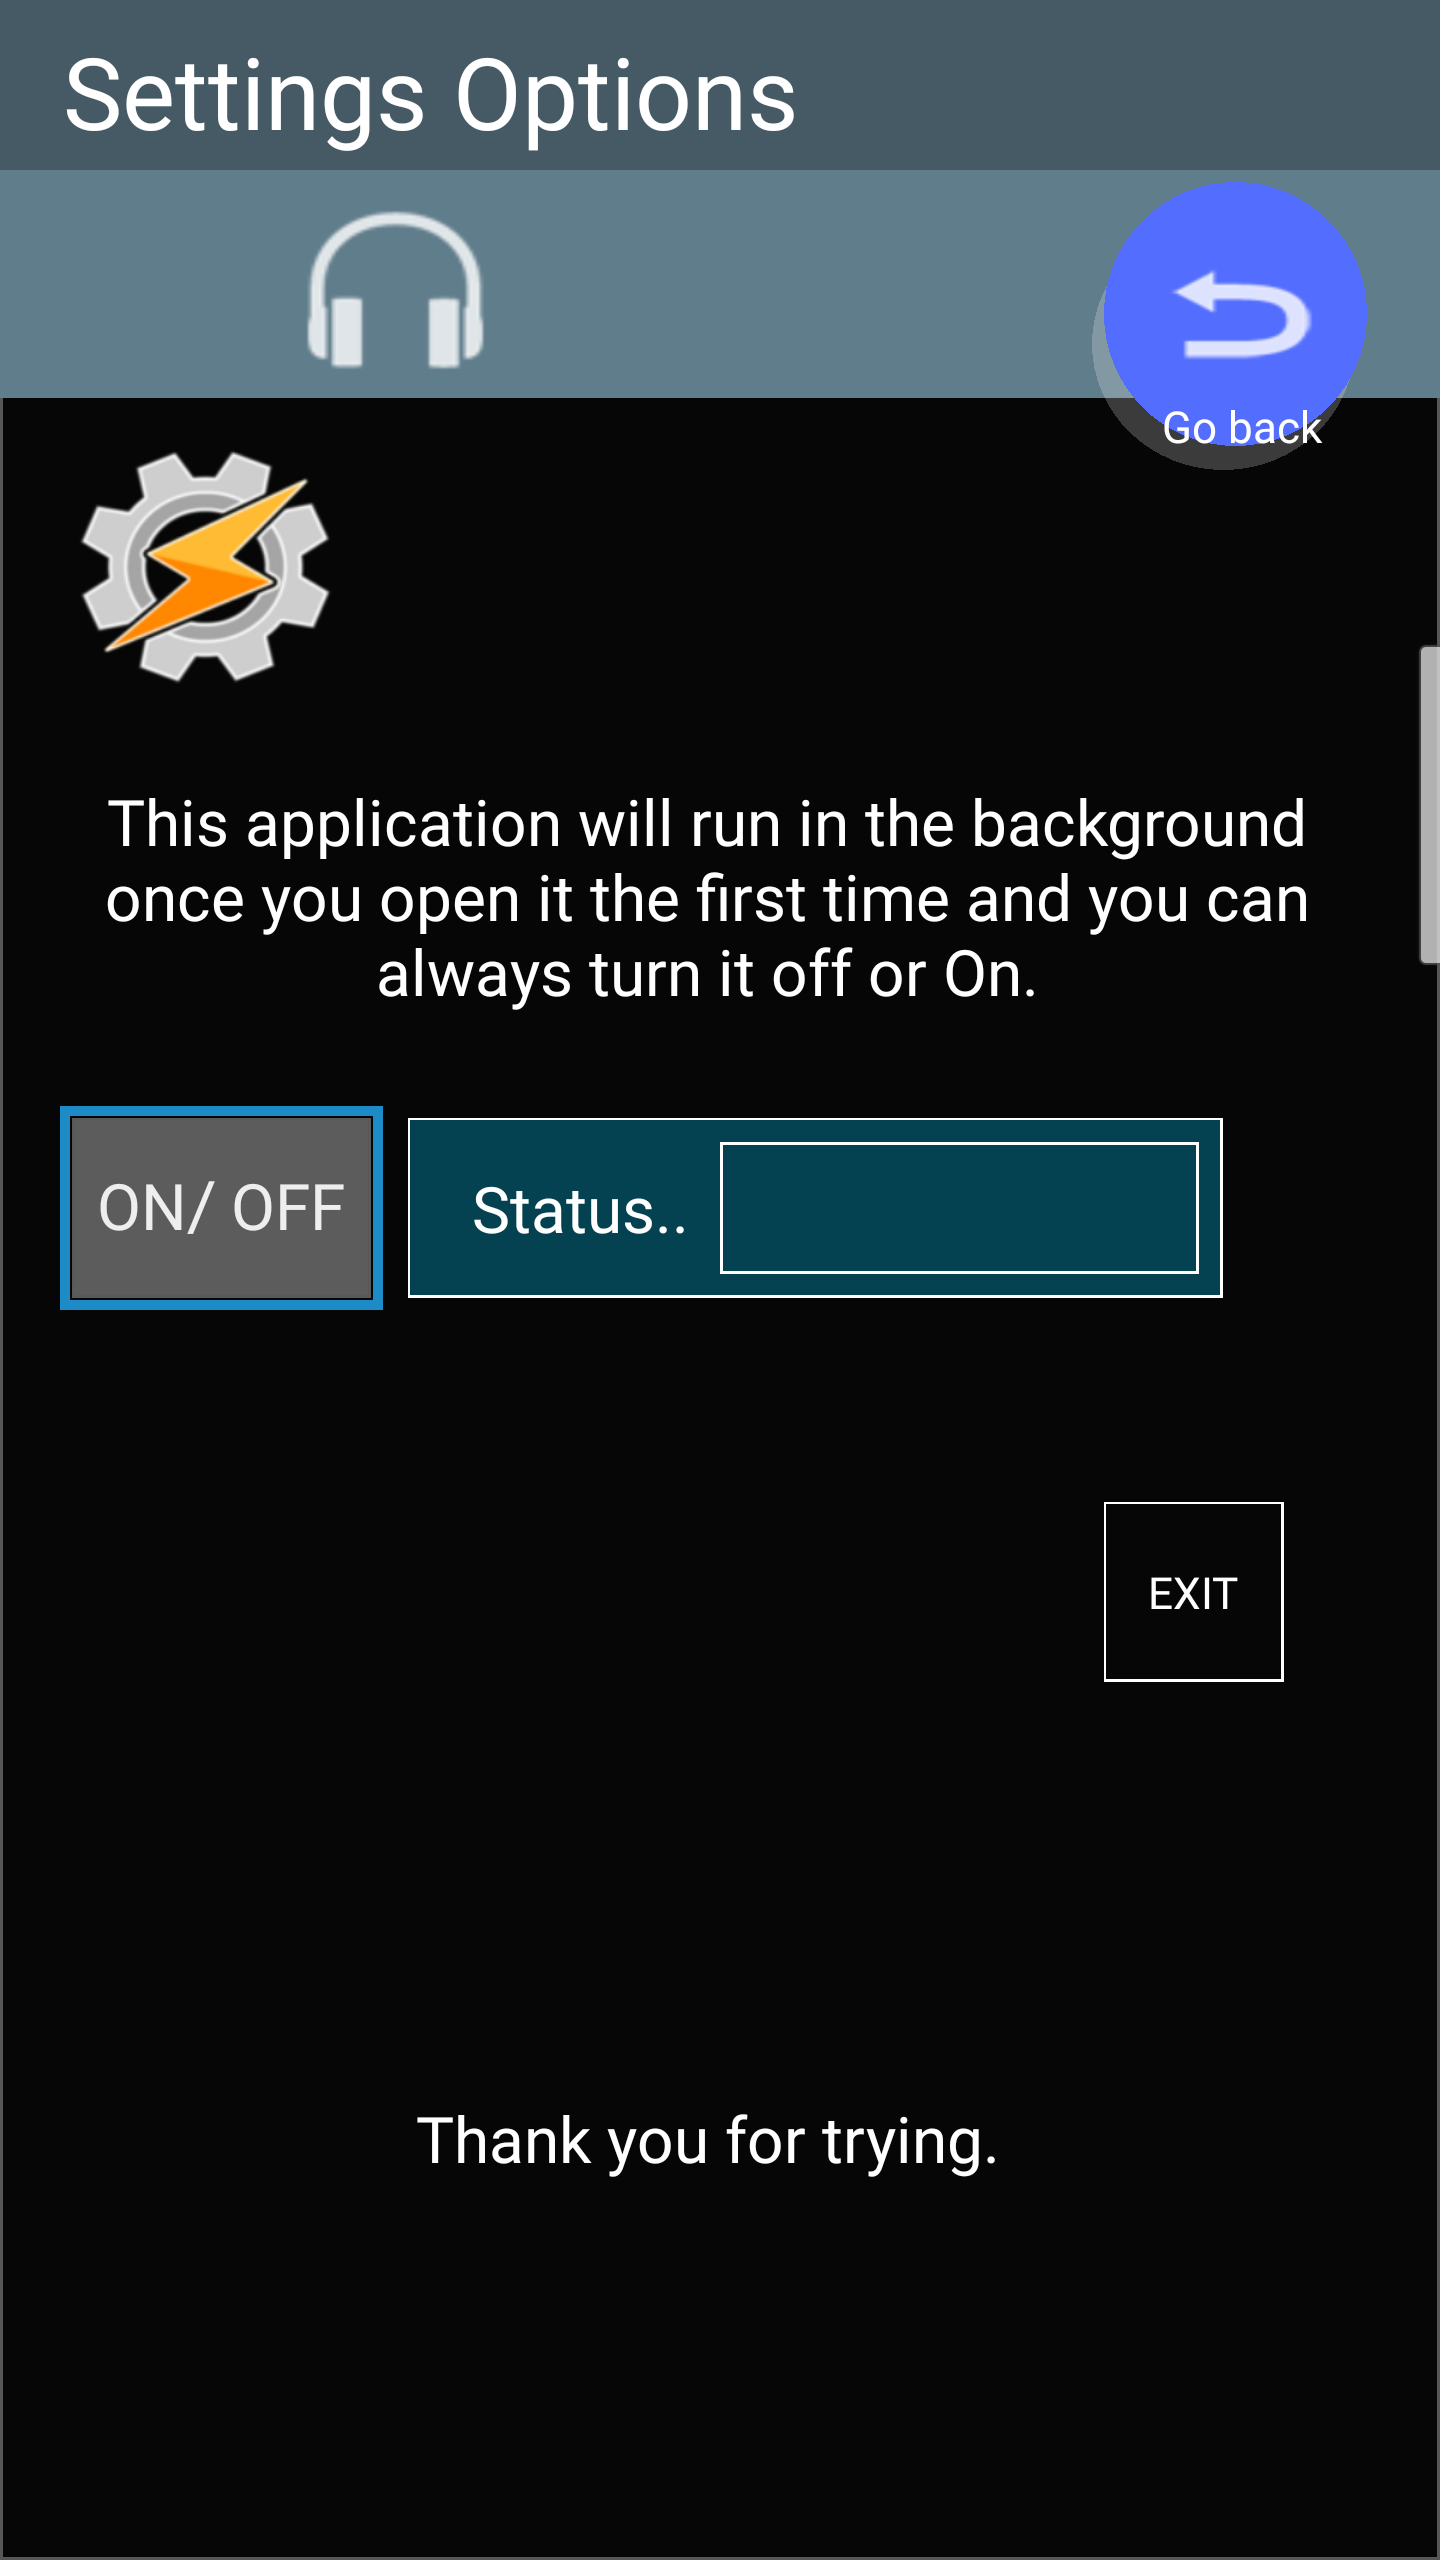 Settings Options
Go back
This application will run in the background
once you open it the first time and you can
always turn it off or On.
ON/ OFF
Status..
EXIT
Thank you for trying.